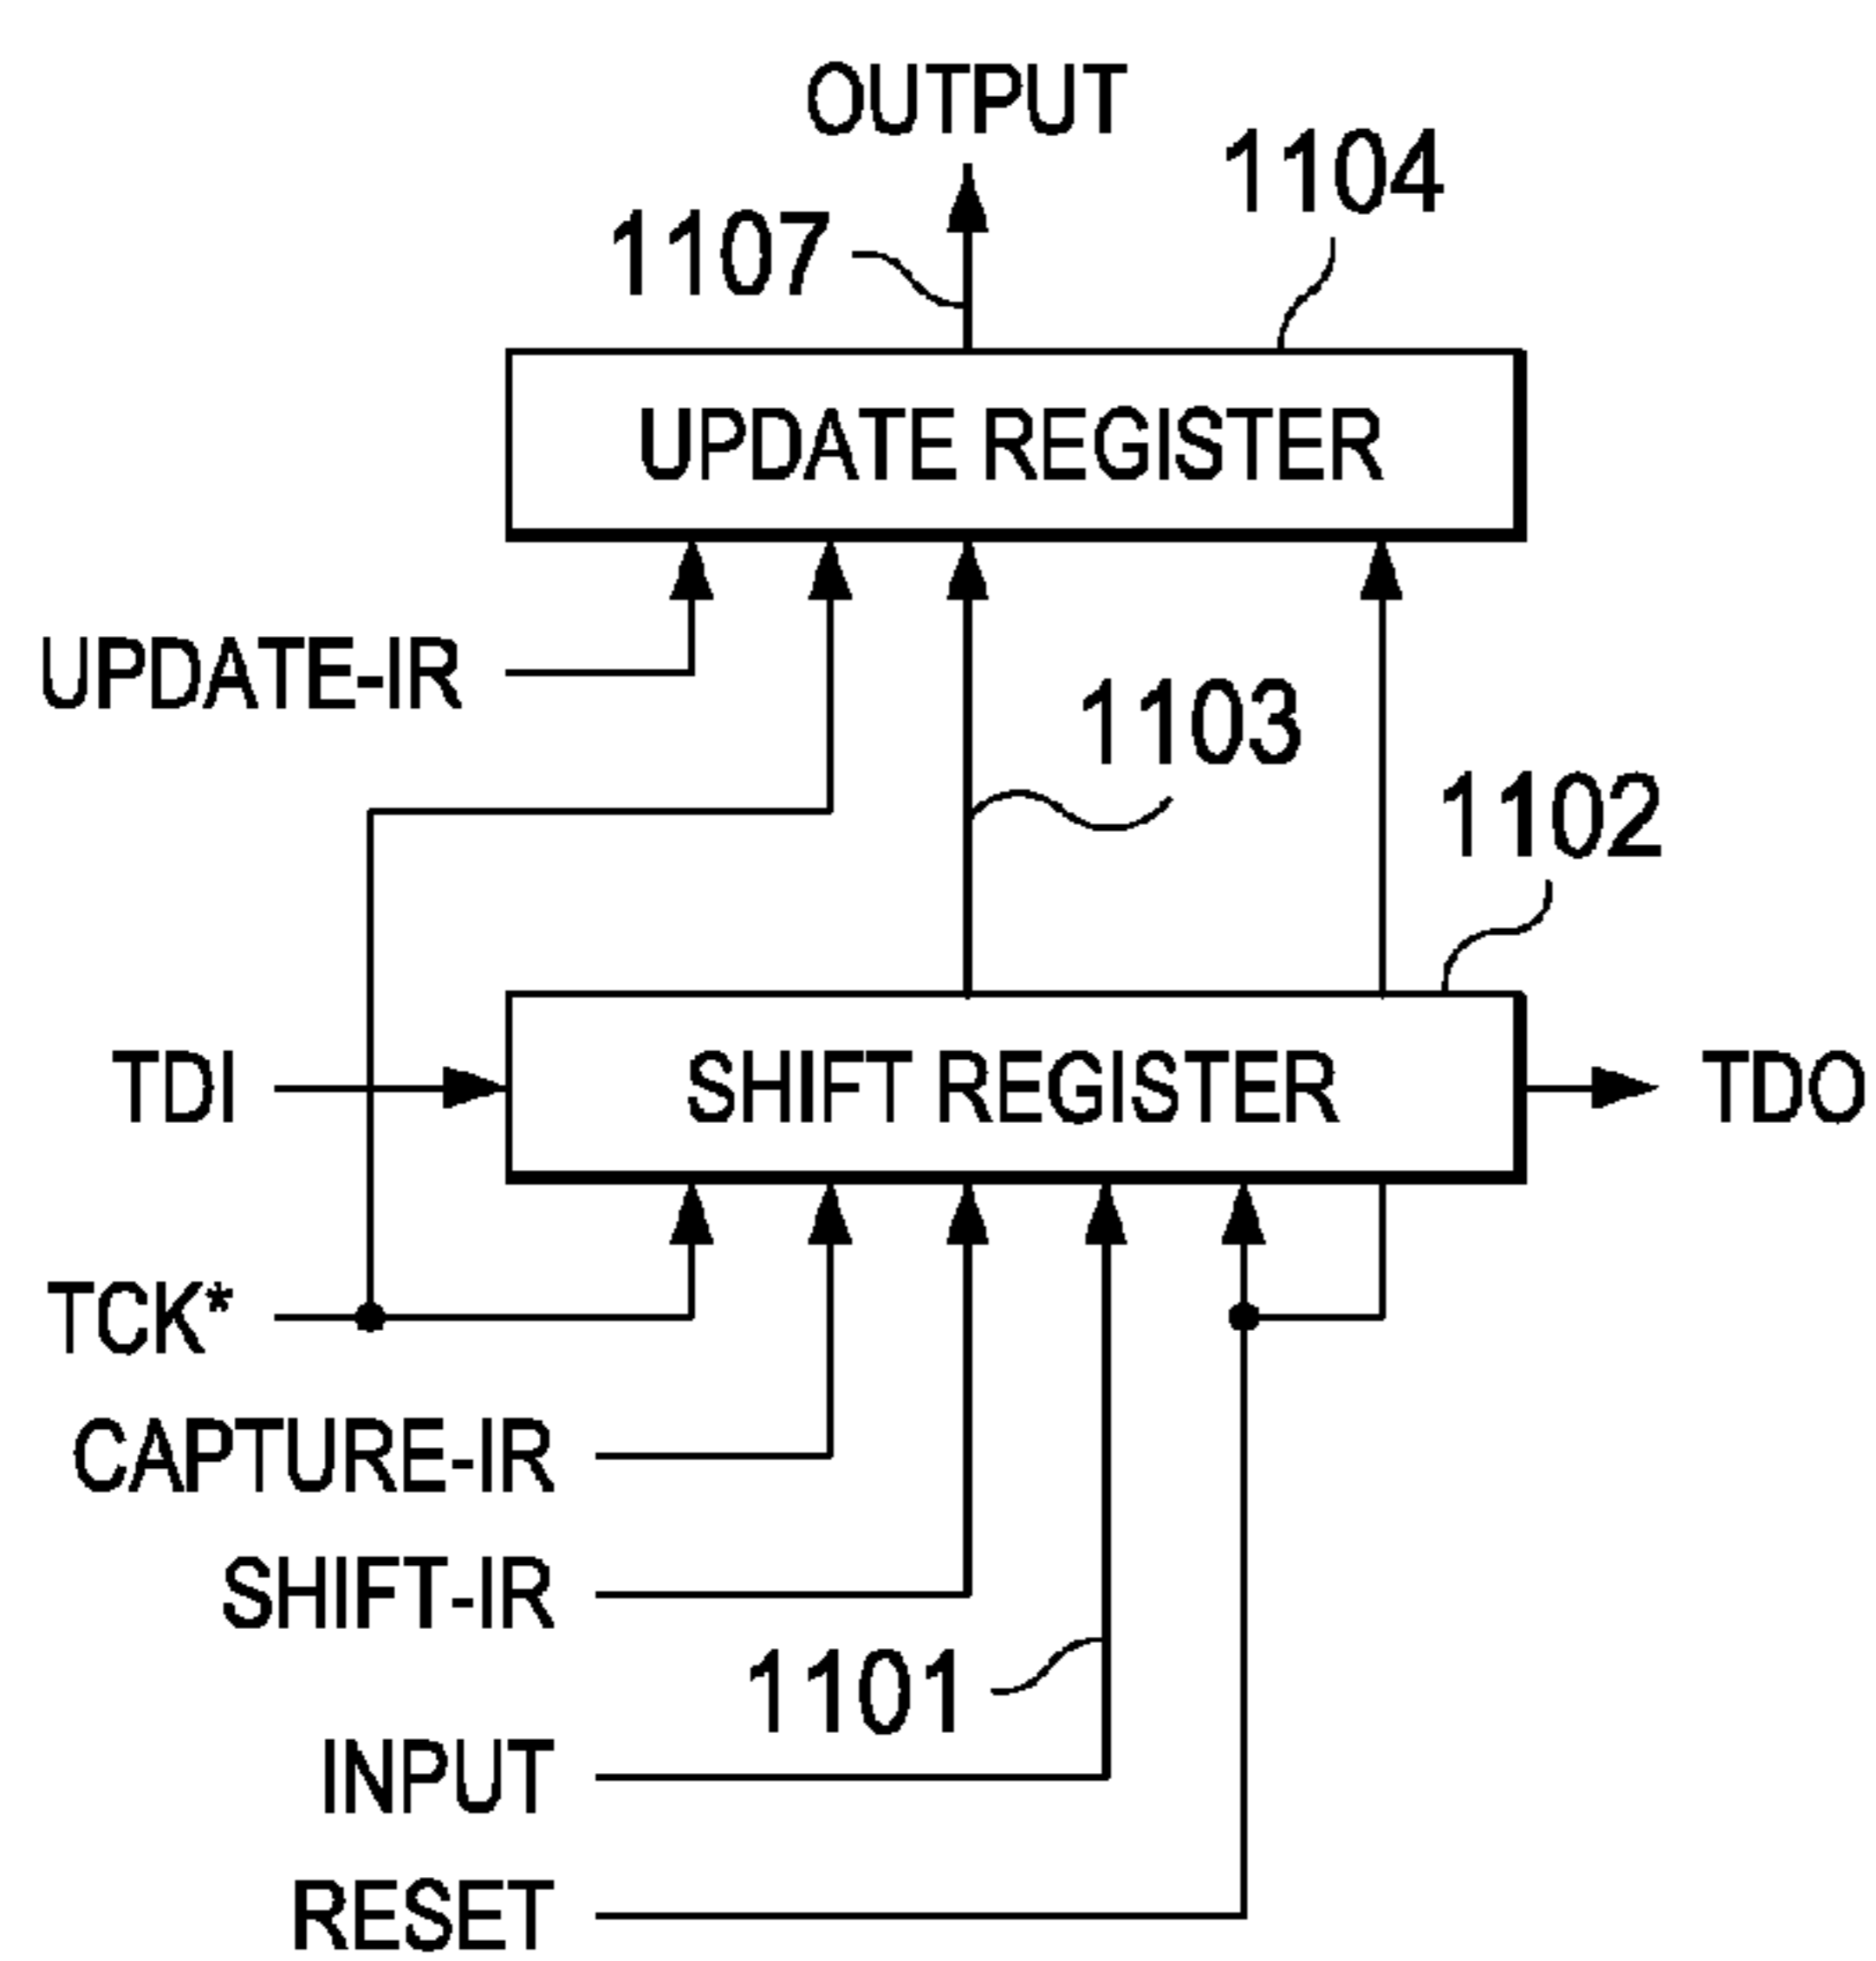 OUTPUT
1104
1107
UPDATE REGISTER
UPDATE-IR
1103
1102
TDI
SHIFT REGISTER
TDO
TCK*
CAPTURE-IR
SHIFT-IR
1101
INPUT
RESET